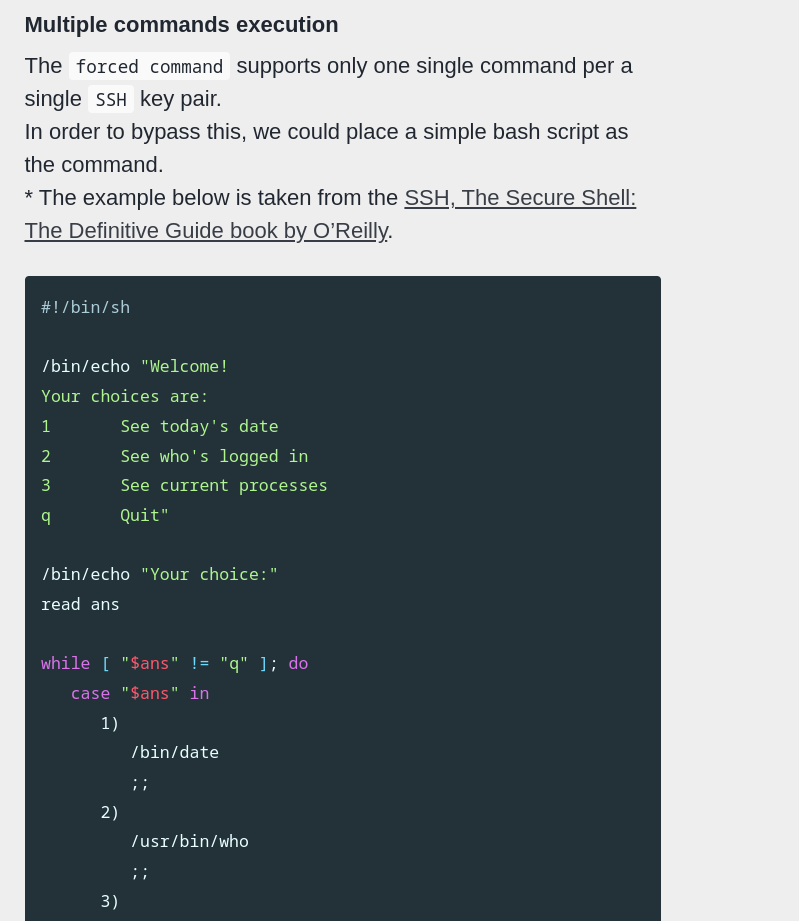 Multiple commands execution
The forced command supports only one single command per a
single SSH key pair.
In order to bypass this, we could place a simple bash script as
the command.
* The example below is taken from the SSH, The Secure Shell:
The Definitive Guide book by O’Reilly.
#!/bin/sh
/bin/echo "Welcome!
Your choices are:
1       See today's date
2       See who's logged in
3       See current processes
q       Quit"
/bin/echo "Your choice:"
read ans
while [ "$ans" != "q" ]; do
   case "$ans" in
      1)
         /bin/date
         ;;
      2)
         /usr/bin/who
         ;;
      3)